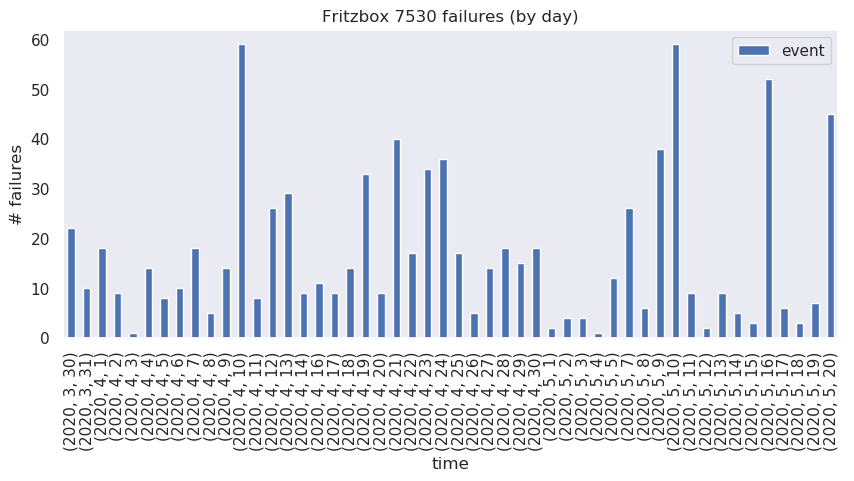 Fritzbox 7530 failures (by day)
event
# failures
60
50
40
30
20
10
0
(2020, 3, 30)
(2020, 3, 31)
(2020, 4, 1)
(2020, 4, 2)
(2020, 4, 3)
(2020, 4, 4)
(2020, 4, 5)
(2020, 4, 6)
(2020, 4, 7)
(2020, 4, 8)
(2020, 4, 9)
(2020, 4, 10)
(2020, 4, 11)
(2020, 4, 12)
(2020, 4, 13)
(2020, 4, 14)
(2020, 4, 16)
(2020, 4, 17)
(2020, 4, 18)
(2020, 4, 19)
(2020, 4, 20)
(2020, 4, 21)
(2020, 4, 22)
(2020, 4, 23)
(2020, 4, 24)
(2020, 4, 25)
(2020, 4, 26)
(2020, 4, 27)
(2020, 4, 28)
(2020, 4, 29)
(2020, 4, 30)
(2020, 5, 1)
(2020, 5, 2)
(2020, 5, 3)
(2020, 5, 4)
(2020, 5, 5)
(2020, 5, 7)
(2020, 5, 8)
(2020, 5, 9)
(2020, 5, 10)
(2020, 5, 11)
(2020, 5, 12)
(2020, 5, 13)
(2020, 5, 14)
(2020, 5, 15)
(2020, 5, 16)
(2020, 5, 17)
(2020, 5, 18)
(2020, 5, 19)
(2020, 5, 20)
time